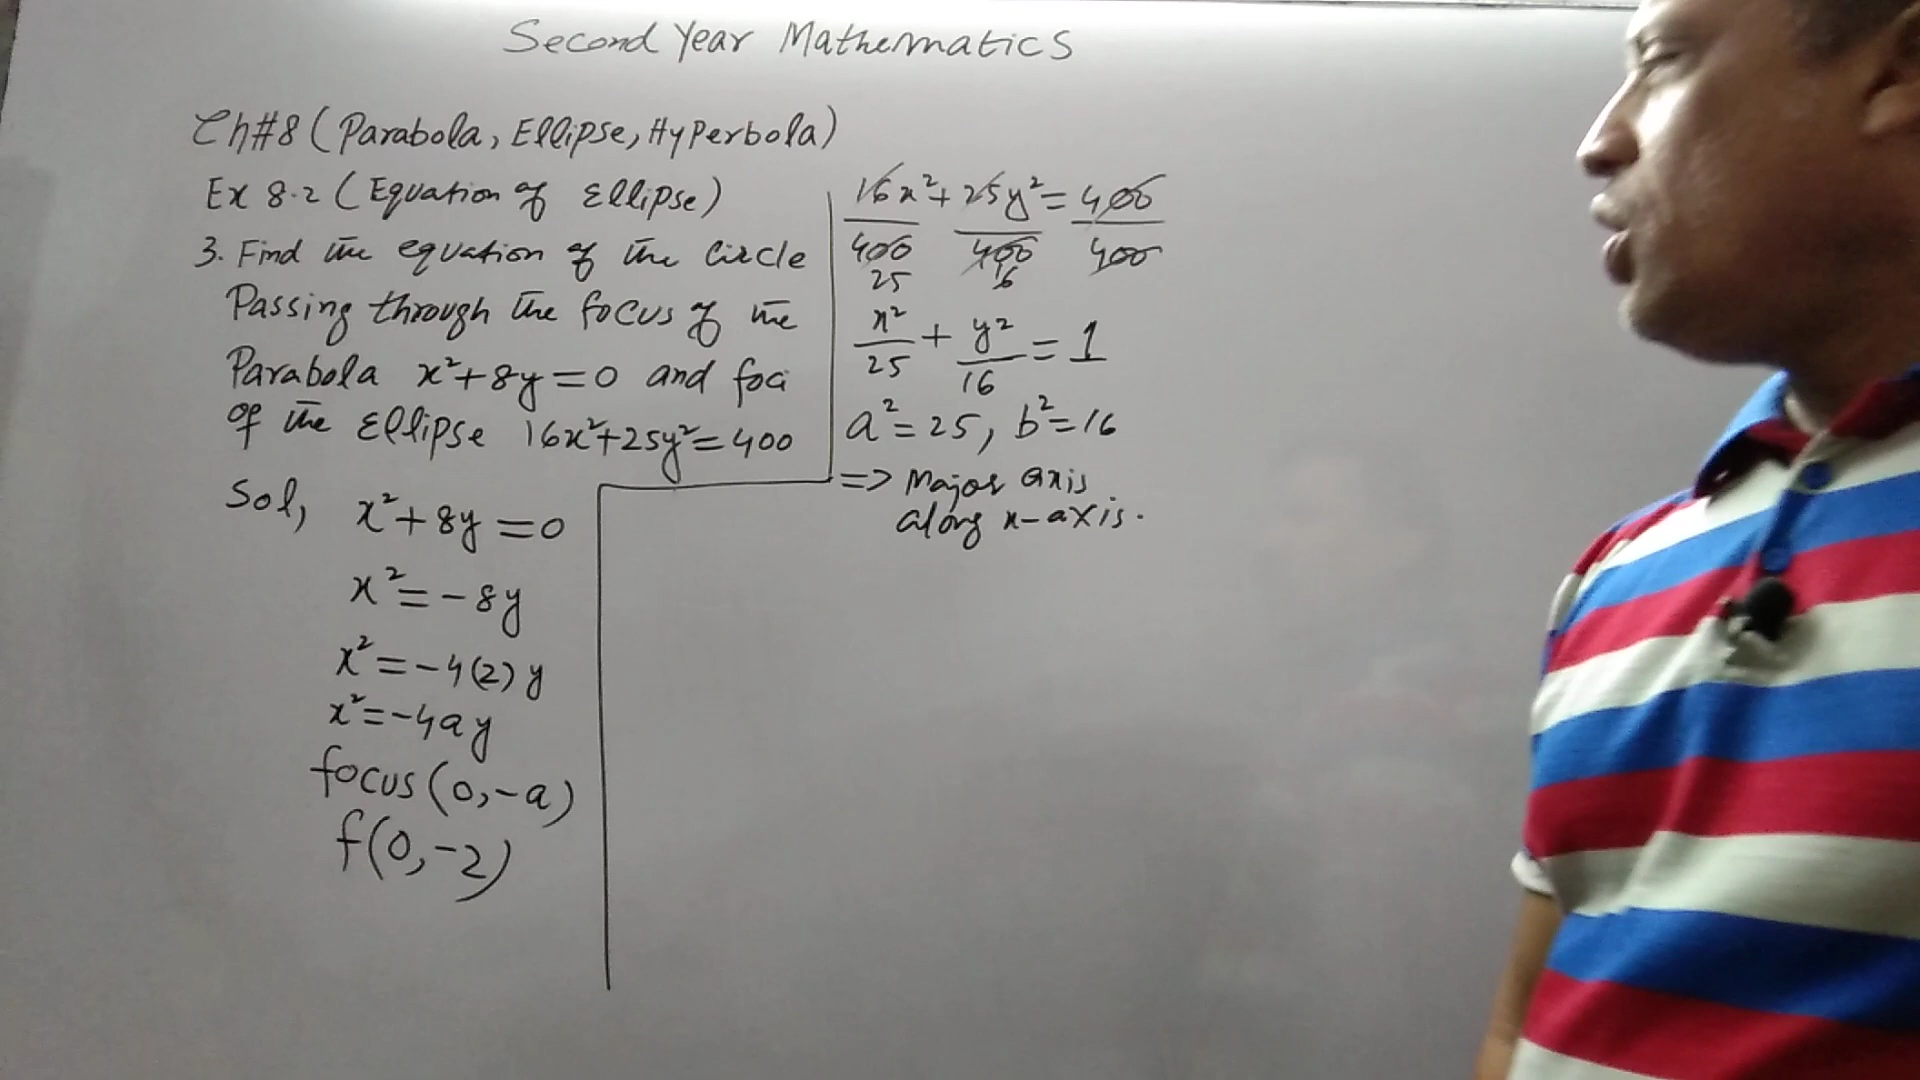 Second Year Mathematics
Ch#8 (Parabola, Ellipse, Hyperbola)
Ex 8.2 (Equation of Ellipse)
3. Find the equation of the Circle
Passing through the focus of the
Parabola x²+8y=0 and foci
of the Ellipse 16x²+25y²=400
Sol, x²+8y=0
x²=-8y
x²=-4(2)y
x²=-4ay
focus(0,-a)
f(0,-2)
16x²+25y²=400
400 400 400
25 16
x²/25 + y²/16 = 1
a²=25, b²=16
=> Major axis
along x-axis.